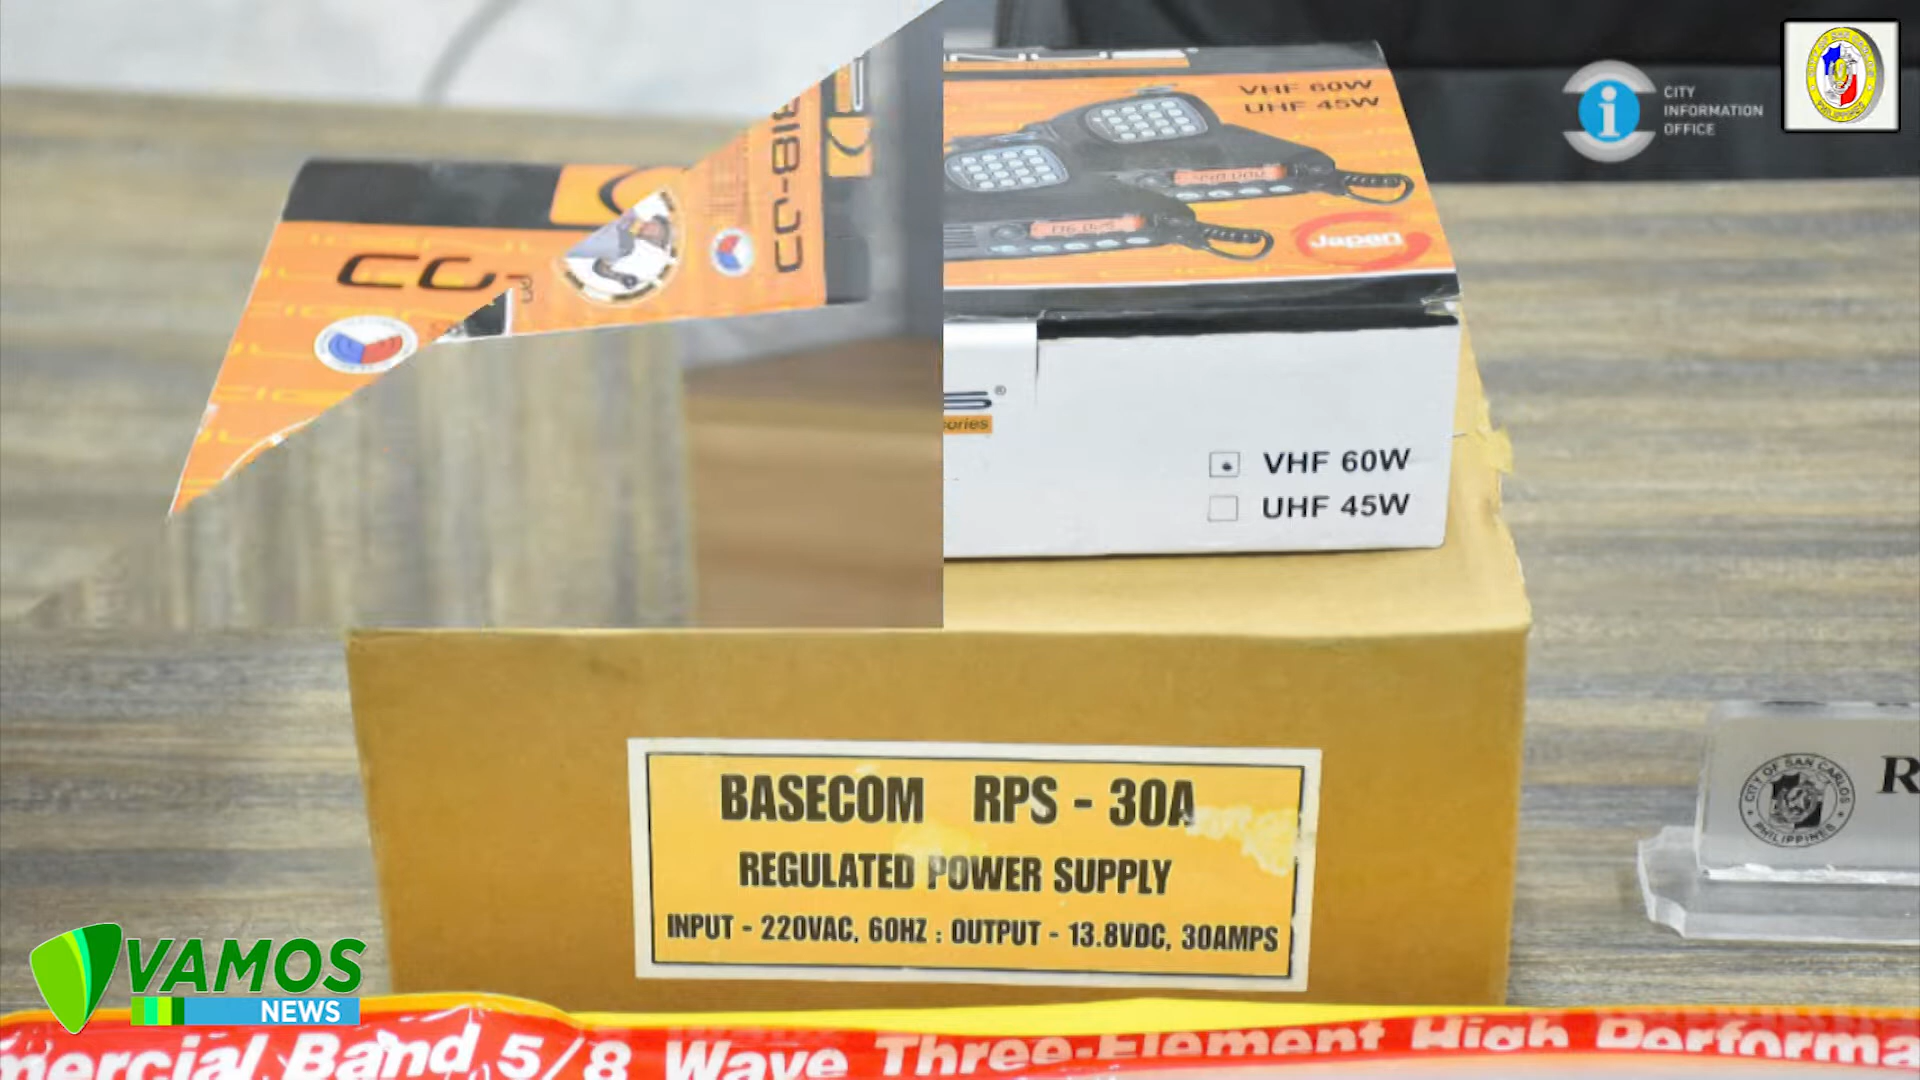 VHF 60W
UHF 45W
CITY
INFORMATION
OFFICE
CC-818
Japan
VHF 60W
UHF 45W
BASECOM RPS - 30A
REGULATED POWER SUPPLY
INPUT - 220VAC, 60HZ : OUTPUT - 13.8VDC, 30AMPS
CITY OF SAN CARLOS
PHILIPPINES
R
VAMOS
NEWS
mercial Band 5/8 Wave Three-Element High Performa